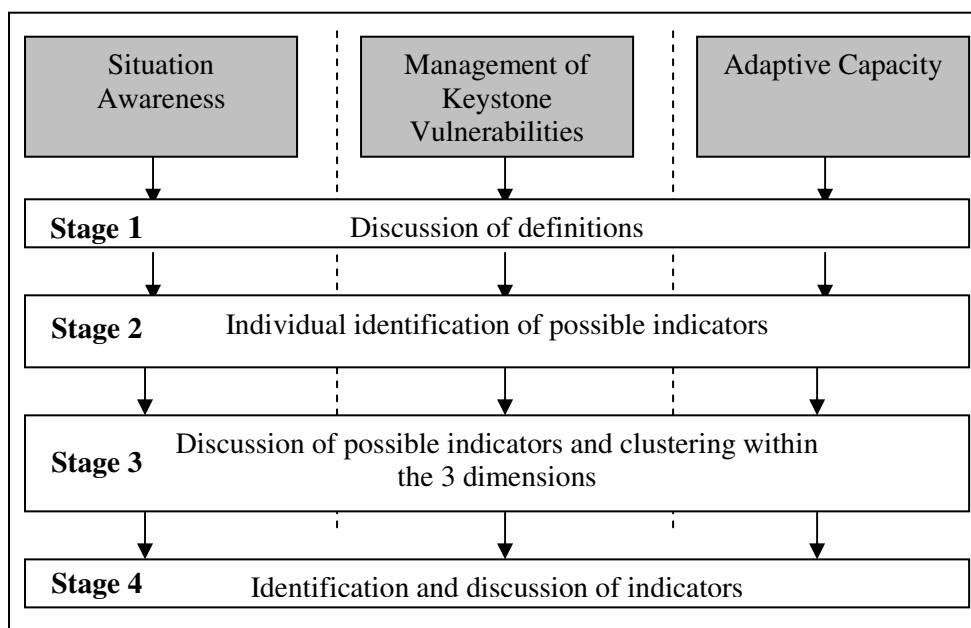 Situation
Awareness
Management of
Keystone
Vulnerabilities
Adaptive Capacity
Stage 1 Discussion of definitions
Stage 2 Individual identification of possible indicators
Stage 3 Discussion of possible indicators and clustering within
the 3 dimensions
Stage 4 Identification and discussion of indicators